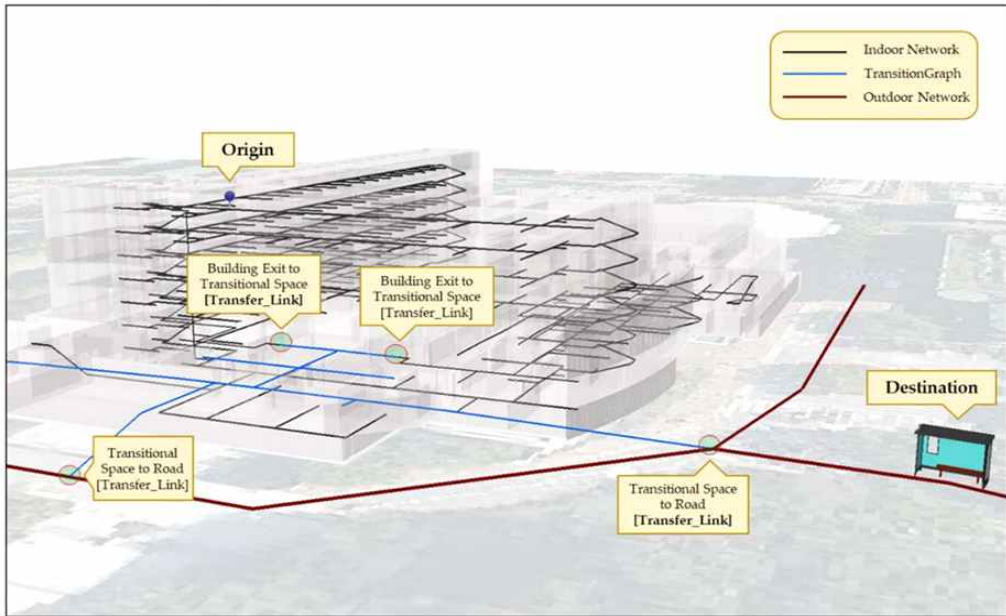 Indoor Network
TransitionGraph
Outdoor Network
Origin
Building Exit to
Transitional Space
[Transfer_Link]
Building Exit to
Transitional Space
[Transfer_Link]
Destination
Transitional
Space to Road
[Transfer_Link]
Transitional Space
to Road
[Transfer_Link]